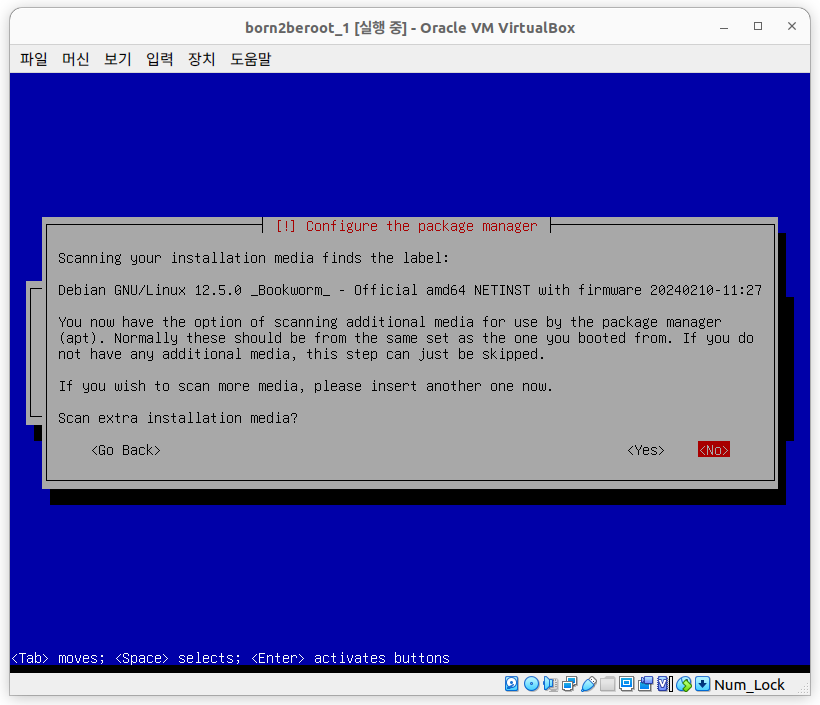 born2beroot_1 [실행 중] - Oracle VM VirtualBox
파일 머신 보기 입력 장치 도움말
[!] Configure the package manager
Scanning your installation media finds the label:
Debian GNU/Linux 12.5.0 _Bookworm_ - Official amd64 NETINST with firmware 20240210-11:27
You now have the option of scanning additional media for use by the package manager
(apt). Normally these should be from the same set as the one you booted from. If you do
not have any additional media, this step can just be skipped.
If you wish to scan more media, please insert another one now.
Scan extra installation media?
<Go Back> <Yes> <No>
<Tab> moves; <Space> selects; <Enter> activates buttons
Num_Lock